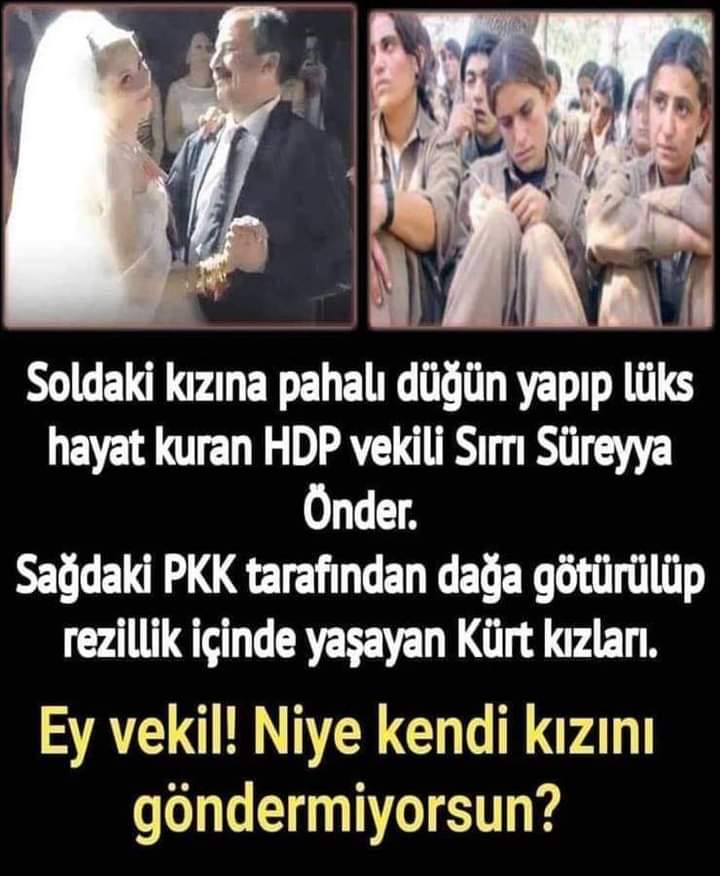 Soldaki kızına pahalı düğün yapıp lüks
hayat kuran HDP vekili Sırrı Süreyya
Önder.
Sağdaki PKK tarafından dağa götürülüp
rezillik içinde yaşayan Kürt kızları.
Ey vekil! Niye kendi kızını
göndermiyorsun?